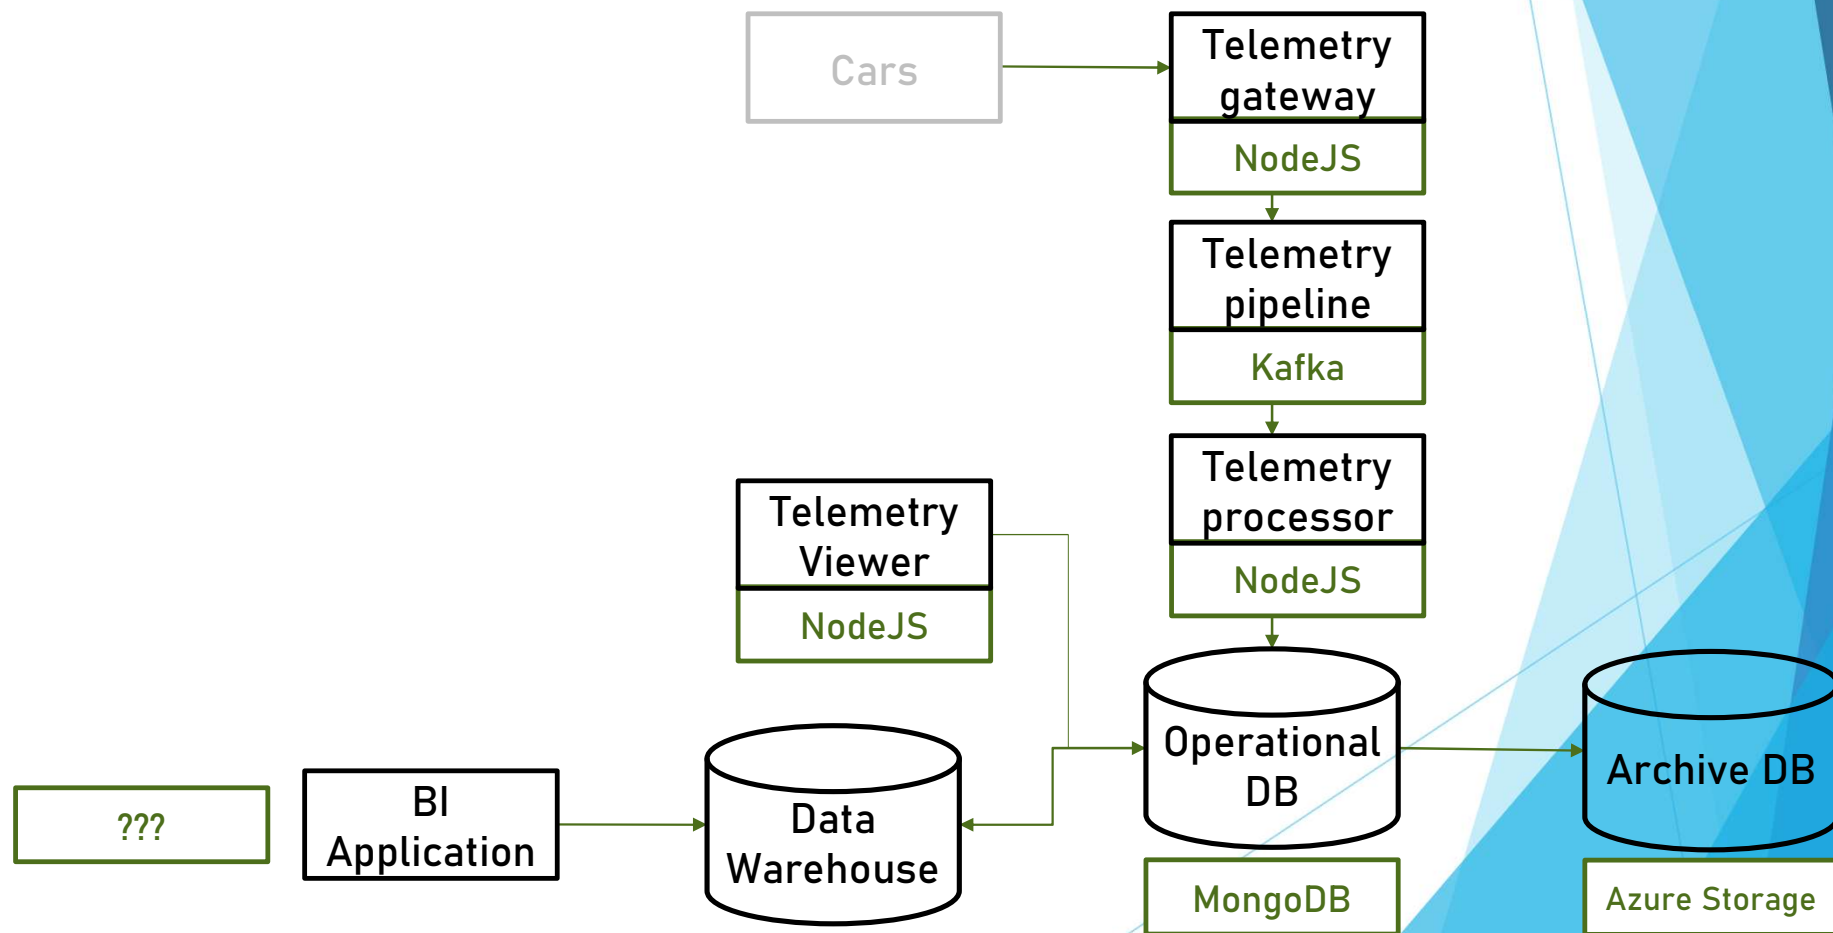 Cars
Telemetry
gateway
NodeJS
Telemetry
pipeline
Kafka
Telemetry
processor
NodeJS
Telemetry
Viewer
NodeJS
Operational
DB
MongoDB
Archive DB
Azure Storage
Data
Warehouse
BI
Application
???